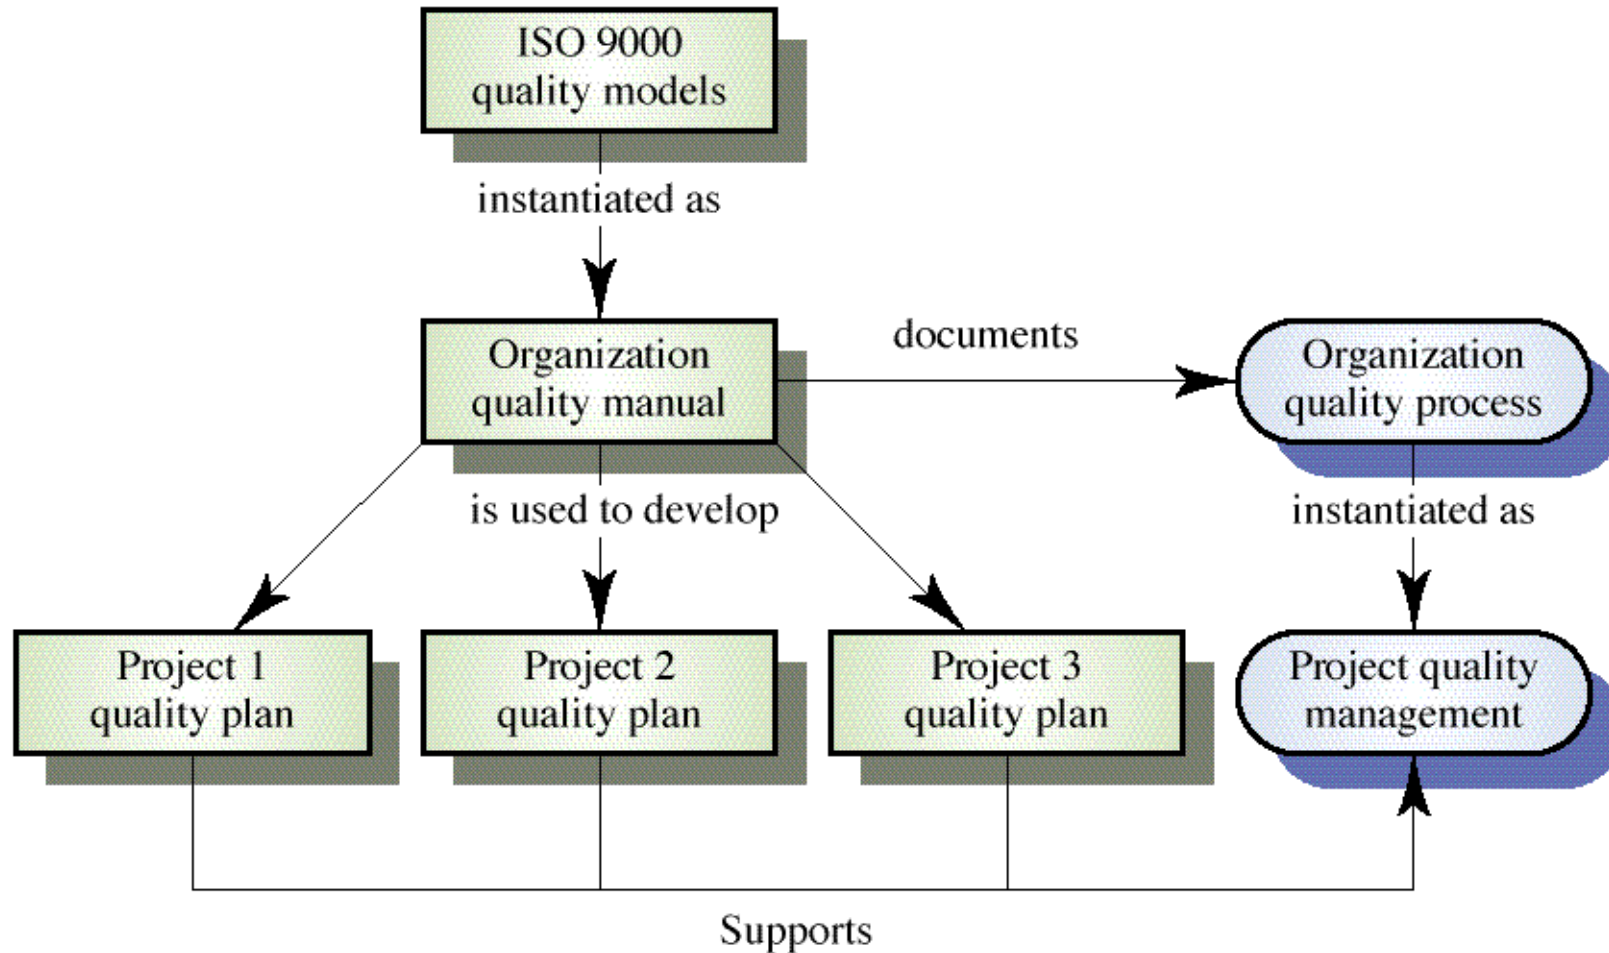 ISO 9000
quality models
instantiated as
Organization
quality manual
documents
Organization
quality process
is used to develop
instantiated as
Project 1
quality plan
Project 2
quality plan
Project 3
quality plan
Project quality
management
Supports